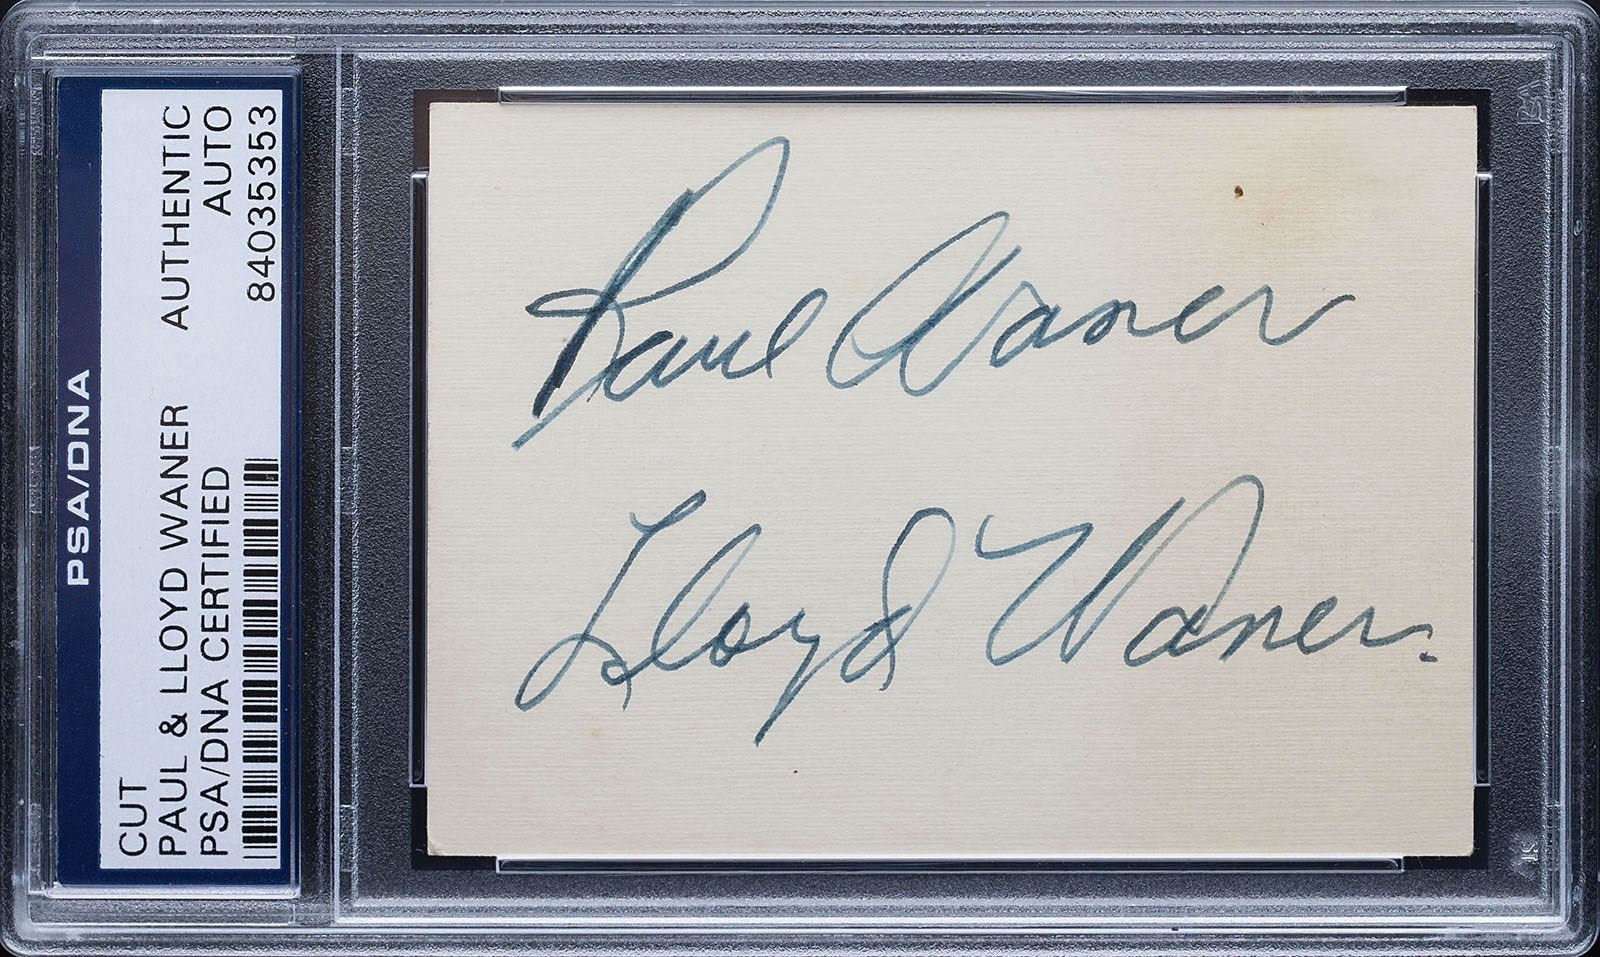 PSA/DNA
CUT
PAUL & LLOYD WANER AUTHENTIC
PSA/DNA CERTIFIED AUTO
84035353
Paul Waner
Lloyd Waner.